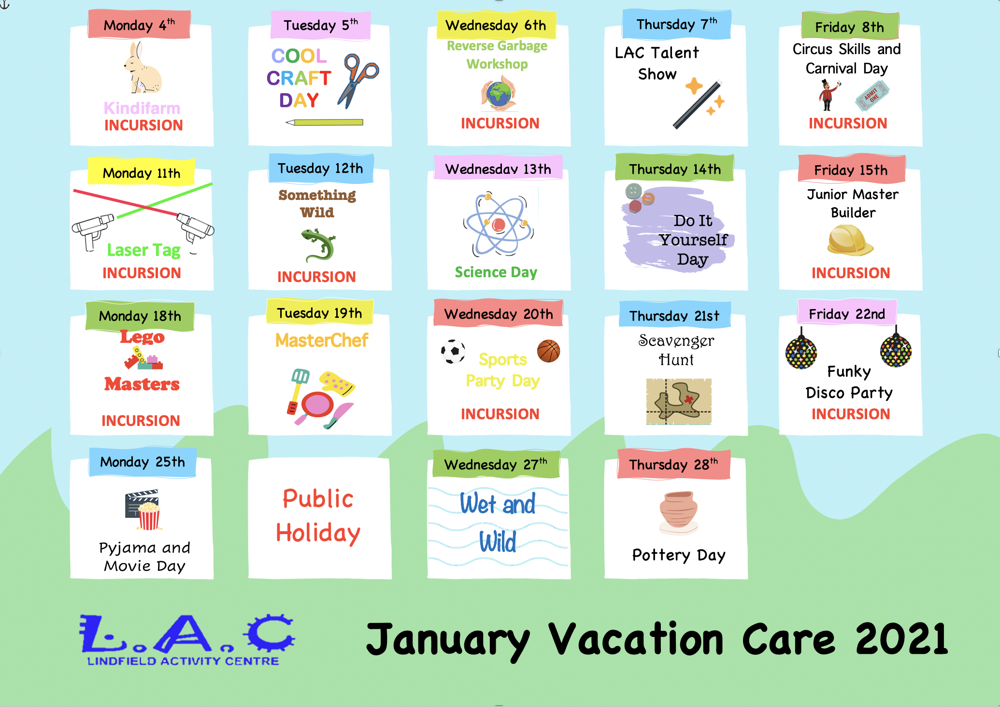 Monday 4th
Kindifarm
INCURSION
Tuesday 5th
COOL
CRAFT
DAY
Wednesday 6th
Reverse Garbage
Workshop
INCURSION
Thursday 7th
LAC Talent
Show
Friday 8th
Circus Skills and
Carnival Day
ADMIT
ONE
INCURSION
Monday 11th
Laser Tag
INCURSION
Tuesday 12th
Something
Wild
INCURSION
Wednesday 13th
Science Day
Thursday 14th
Do It
Yourself
Day
Friday 15th
Junior Master
Builder
INCURSION
Monday 18th
Lego
Masters
INCURSION
Tuesday 19th
MasterChef
Wednesday 20th
Sports
Party Day
INCURSION
Thursday 21st
Scavenger
Hunt
Friday 22nd
Funky
Disco Party
INCURSION
Monday 25th
Pyjama and
Movie Day
Public
Holiday
Wednesday 27th
Wet and
Wild
Thursday 28th
Pottery Day
L.A.C
LINDFIELD ACTIVITY CENTRE
January Vacation Care 2021